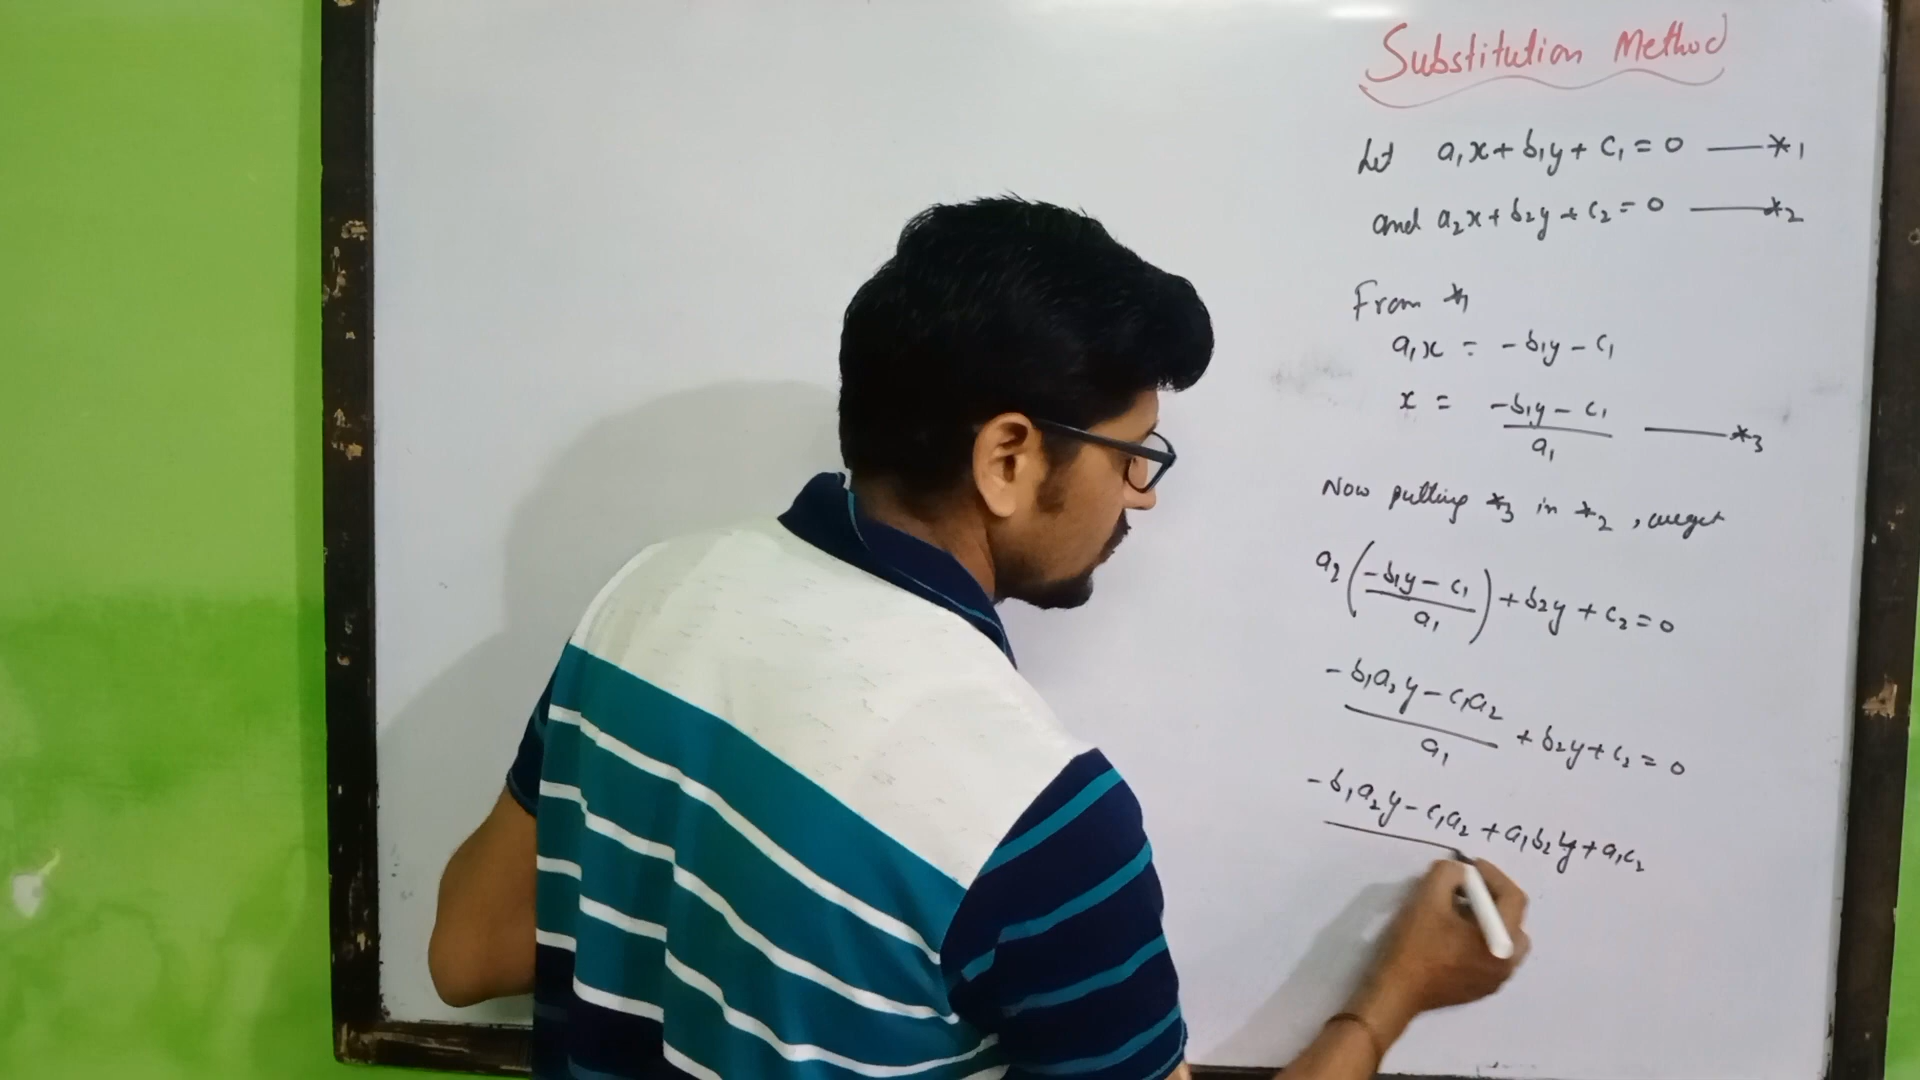 Substitution Method
Let a₁x + b₁y + c₁ = 0 —— *₁
and a₂x + b₂y + c₂ = 0 —— *₂
From *₁
a₁x = -b₁y - c₁
x = (-b₁y - c₁)/a₁ —— *₃
Now putting *₃ in *₂, we get
a₂((-b₁y - c₁)/a₁) + b₂y + c₂ = 0
(-b₁a₂y - c₁a₂)/a₁ + b₂y + c₂ = 0
-b₁a₂y - c₁a₂ + a₁b₂y + a₁c₂